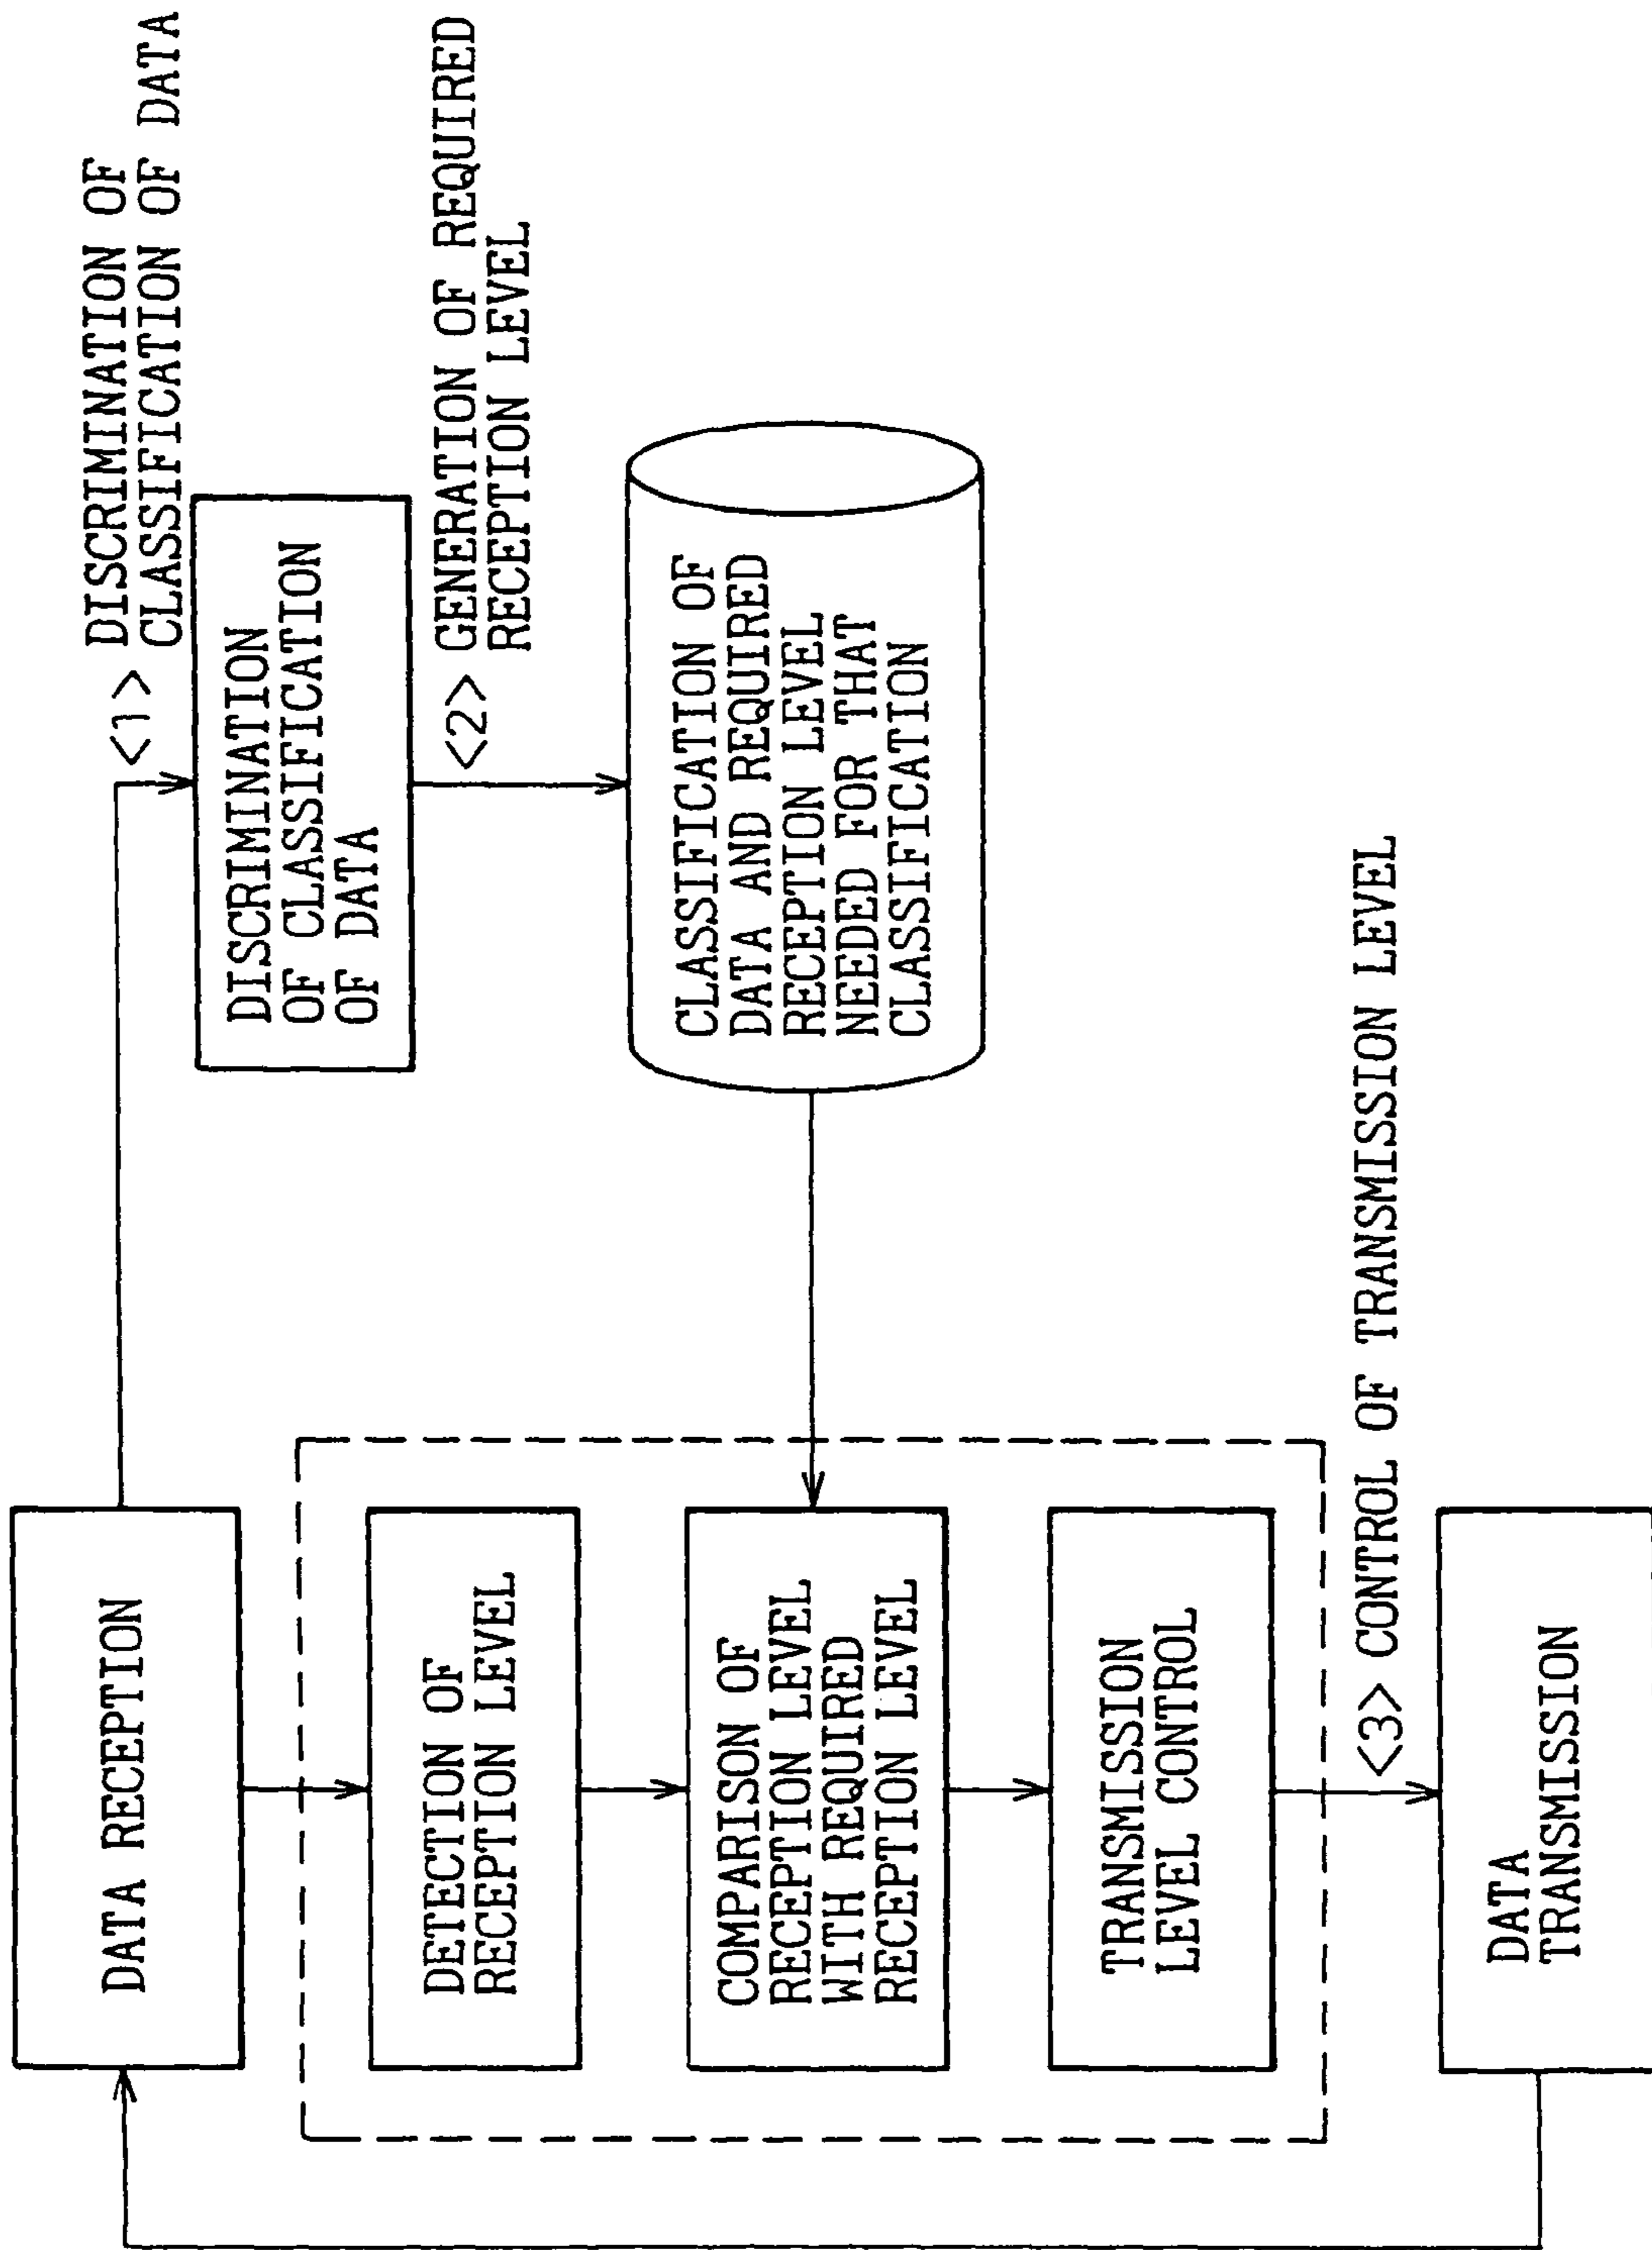 DATA RECEPTION
<1> DISCRIMINATION OF
CLASSIFICATION OF DATA
DISCRIMINATION
OF CLASSIFICATION
OF DATA
<2> GENERATION OF REQUIRED
RECEPTION LEVEL
CLASSIFICATION OF
DATA AND REQUIRED
RECEPTION LEVEL
NEEDED FOR THAT
CLASSIFICATION
DETECTION OF
RECEPTION LEVEL
COMPARISON OF
RECEPTION LEVEL
WITH REQUIRED
RECEPTION LEVEL
TRANSMISSION
LEVEL CONTROL
<3> CONTROL OF TRANSMISSION LEVEL
DATA
TRANSMISSION